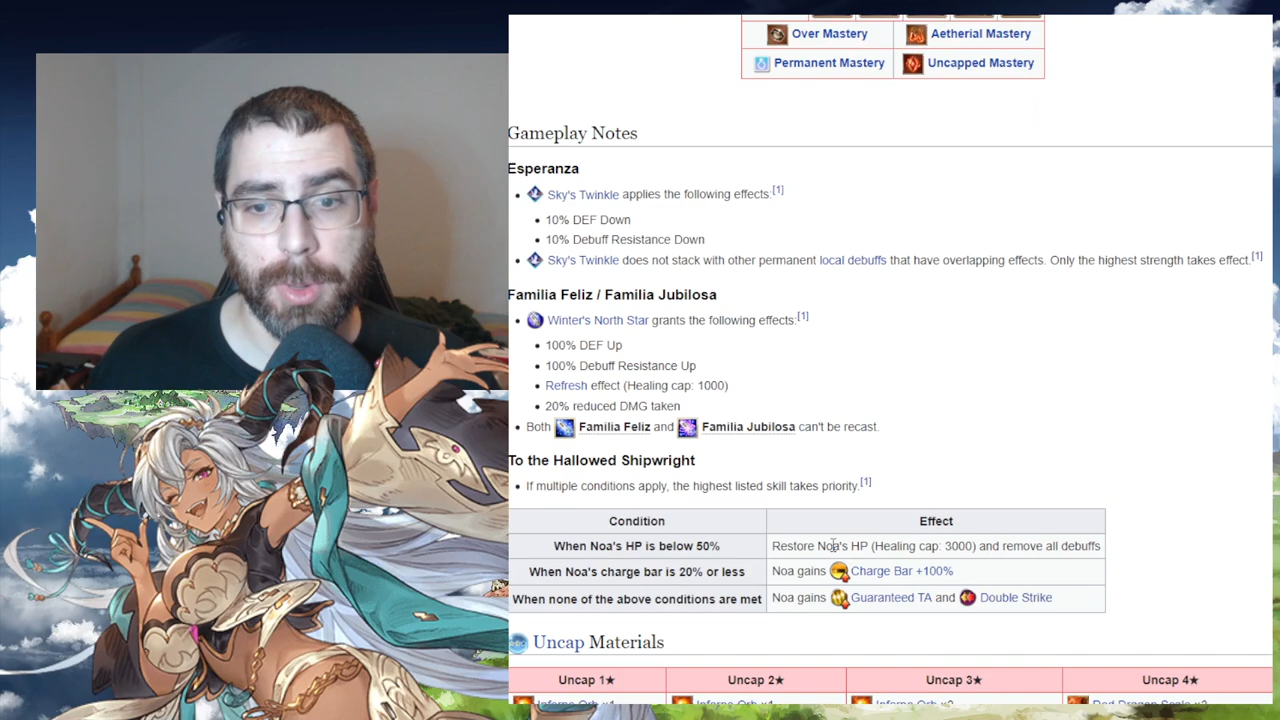 Over Mastery
Aetherial Mastery
Permanent Mastery
Uncapped Mastery
Gameplay Notes
Esperanza
Sky's Twinkle applies the following effects:[1]
10% DEF Down
10% Debuff Resistance Down
Sky's Twinkle does not stack with other permanent local debuffs that have overlapping effects. Only the highest strength takes effect.[1]
Familia Feliz / Familia Jubilosa
Winter's North Star grants the following effects:[1]
100% DEF Up
100% Debuff Resistance Up
Refresh effect (Healing cap: 1000)
20% reduced DMG taken
Both Familia Feliz and Familia Jubilosa can't be recast.
To the Hallowed Shipwright
If multiple conditions apply, the highest listed skill takes priority.[1]
Condition Effect
When Noa's HP is below 50% Restore Noa's HP (Healing cap: 3000) and remove all debuffs
When Noa's charge bar is 20% or less Noa gains Charge Bar +100%
When none of the above conditions are met Noa gains Guaranteed TA and Double Strike
Uncap Materials
Uncap 1★ Uncap 2★ Uncap 3★ Uncap 4★